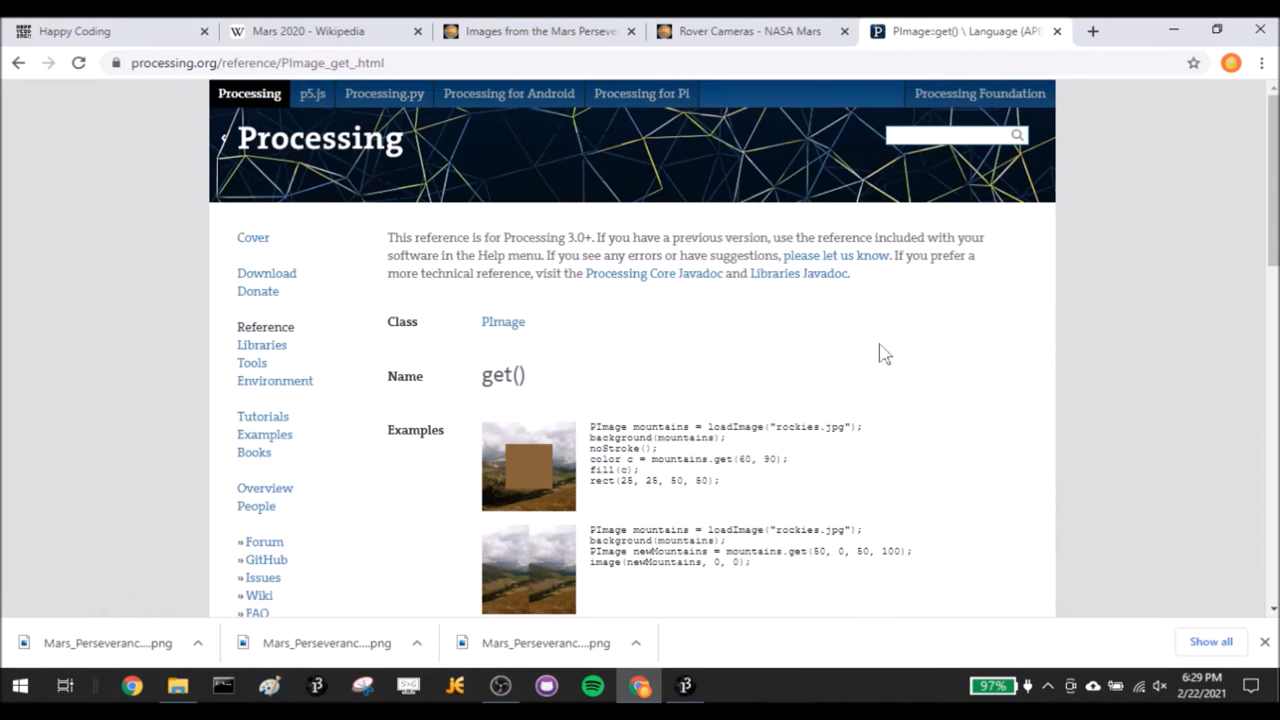 Happy Coding
Mars 2020 - Wikipedia
Images from the Mars Perseve
Rover Cameras - NASA Mars
PImage::get() \ Language (API)
processing.org/reference/PImage_get_.html
Processing
p5.js
Processing.py
Processing for Android
Processing for Pi
Processing Foundation
Processing
Cover
Download
Donate
Reference
Libraries
Tools
Environment
Tutorials
Examples
Books
Overview
People
» Forum
» GitHub
» Issues
» Wiki
» FAQ
This reference is for Processing 3.0+. If you have a previous version, use the reference included with your
software in the Help menu. If you see any errors or have suggestions, please let us know. If you prefer a
more technical reference, visit the Processing Core Javadoc and Libraries Javadoc.
Class PImage
Name get()
Examples
PImage mountains = loadImage("rockies.jpg");
background(mountains);
noStroke();
color c = mountains.get(60, 90);
fill(c);
rect(25, 25, 50, 50);
PImage mountains = loadImage("rockies.jpg");
background(mountains);
PImage newMountains = mountains.get(50, 0, 50, 100);
image(newMountains, 0, 0);
Mars_Perseveranc....png
Mars_Perseveranc....png
Mars_Perseveranc....png
Show all
97%
6:29 PM
2/22/2021